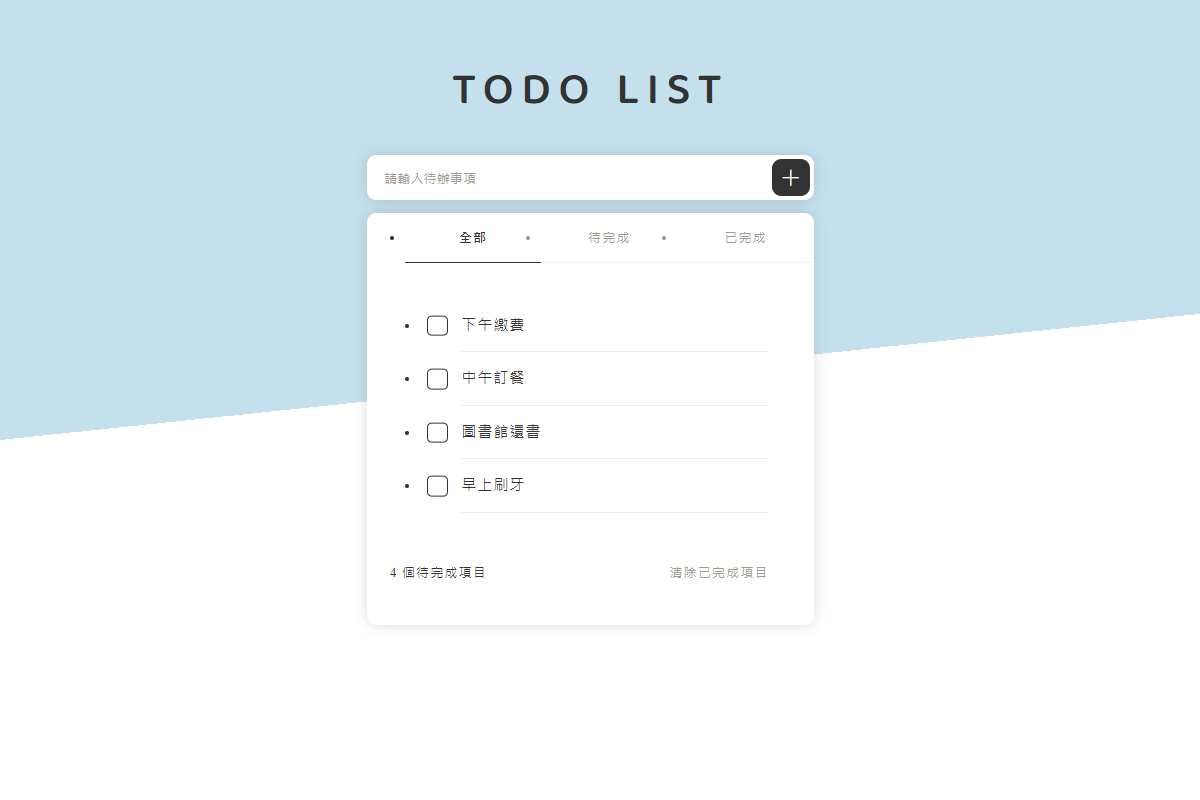 TODO LIST
請輸入待辦事項
全部
待完成
已完成
下午繳費
中午訂餐
圖書館還書
早上刷牙
4 個待完成項目
清除已完成項目